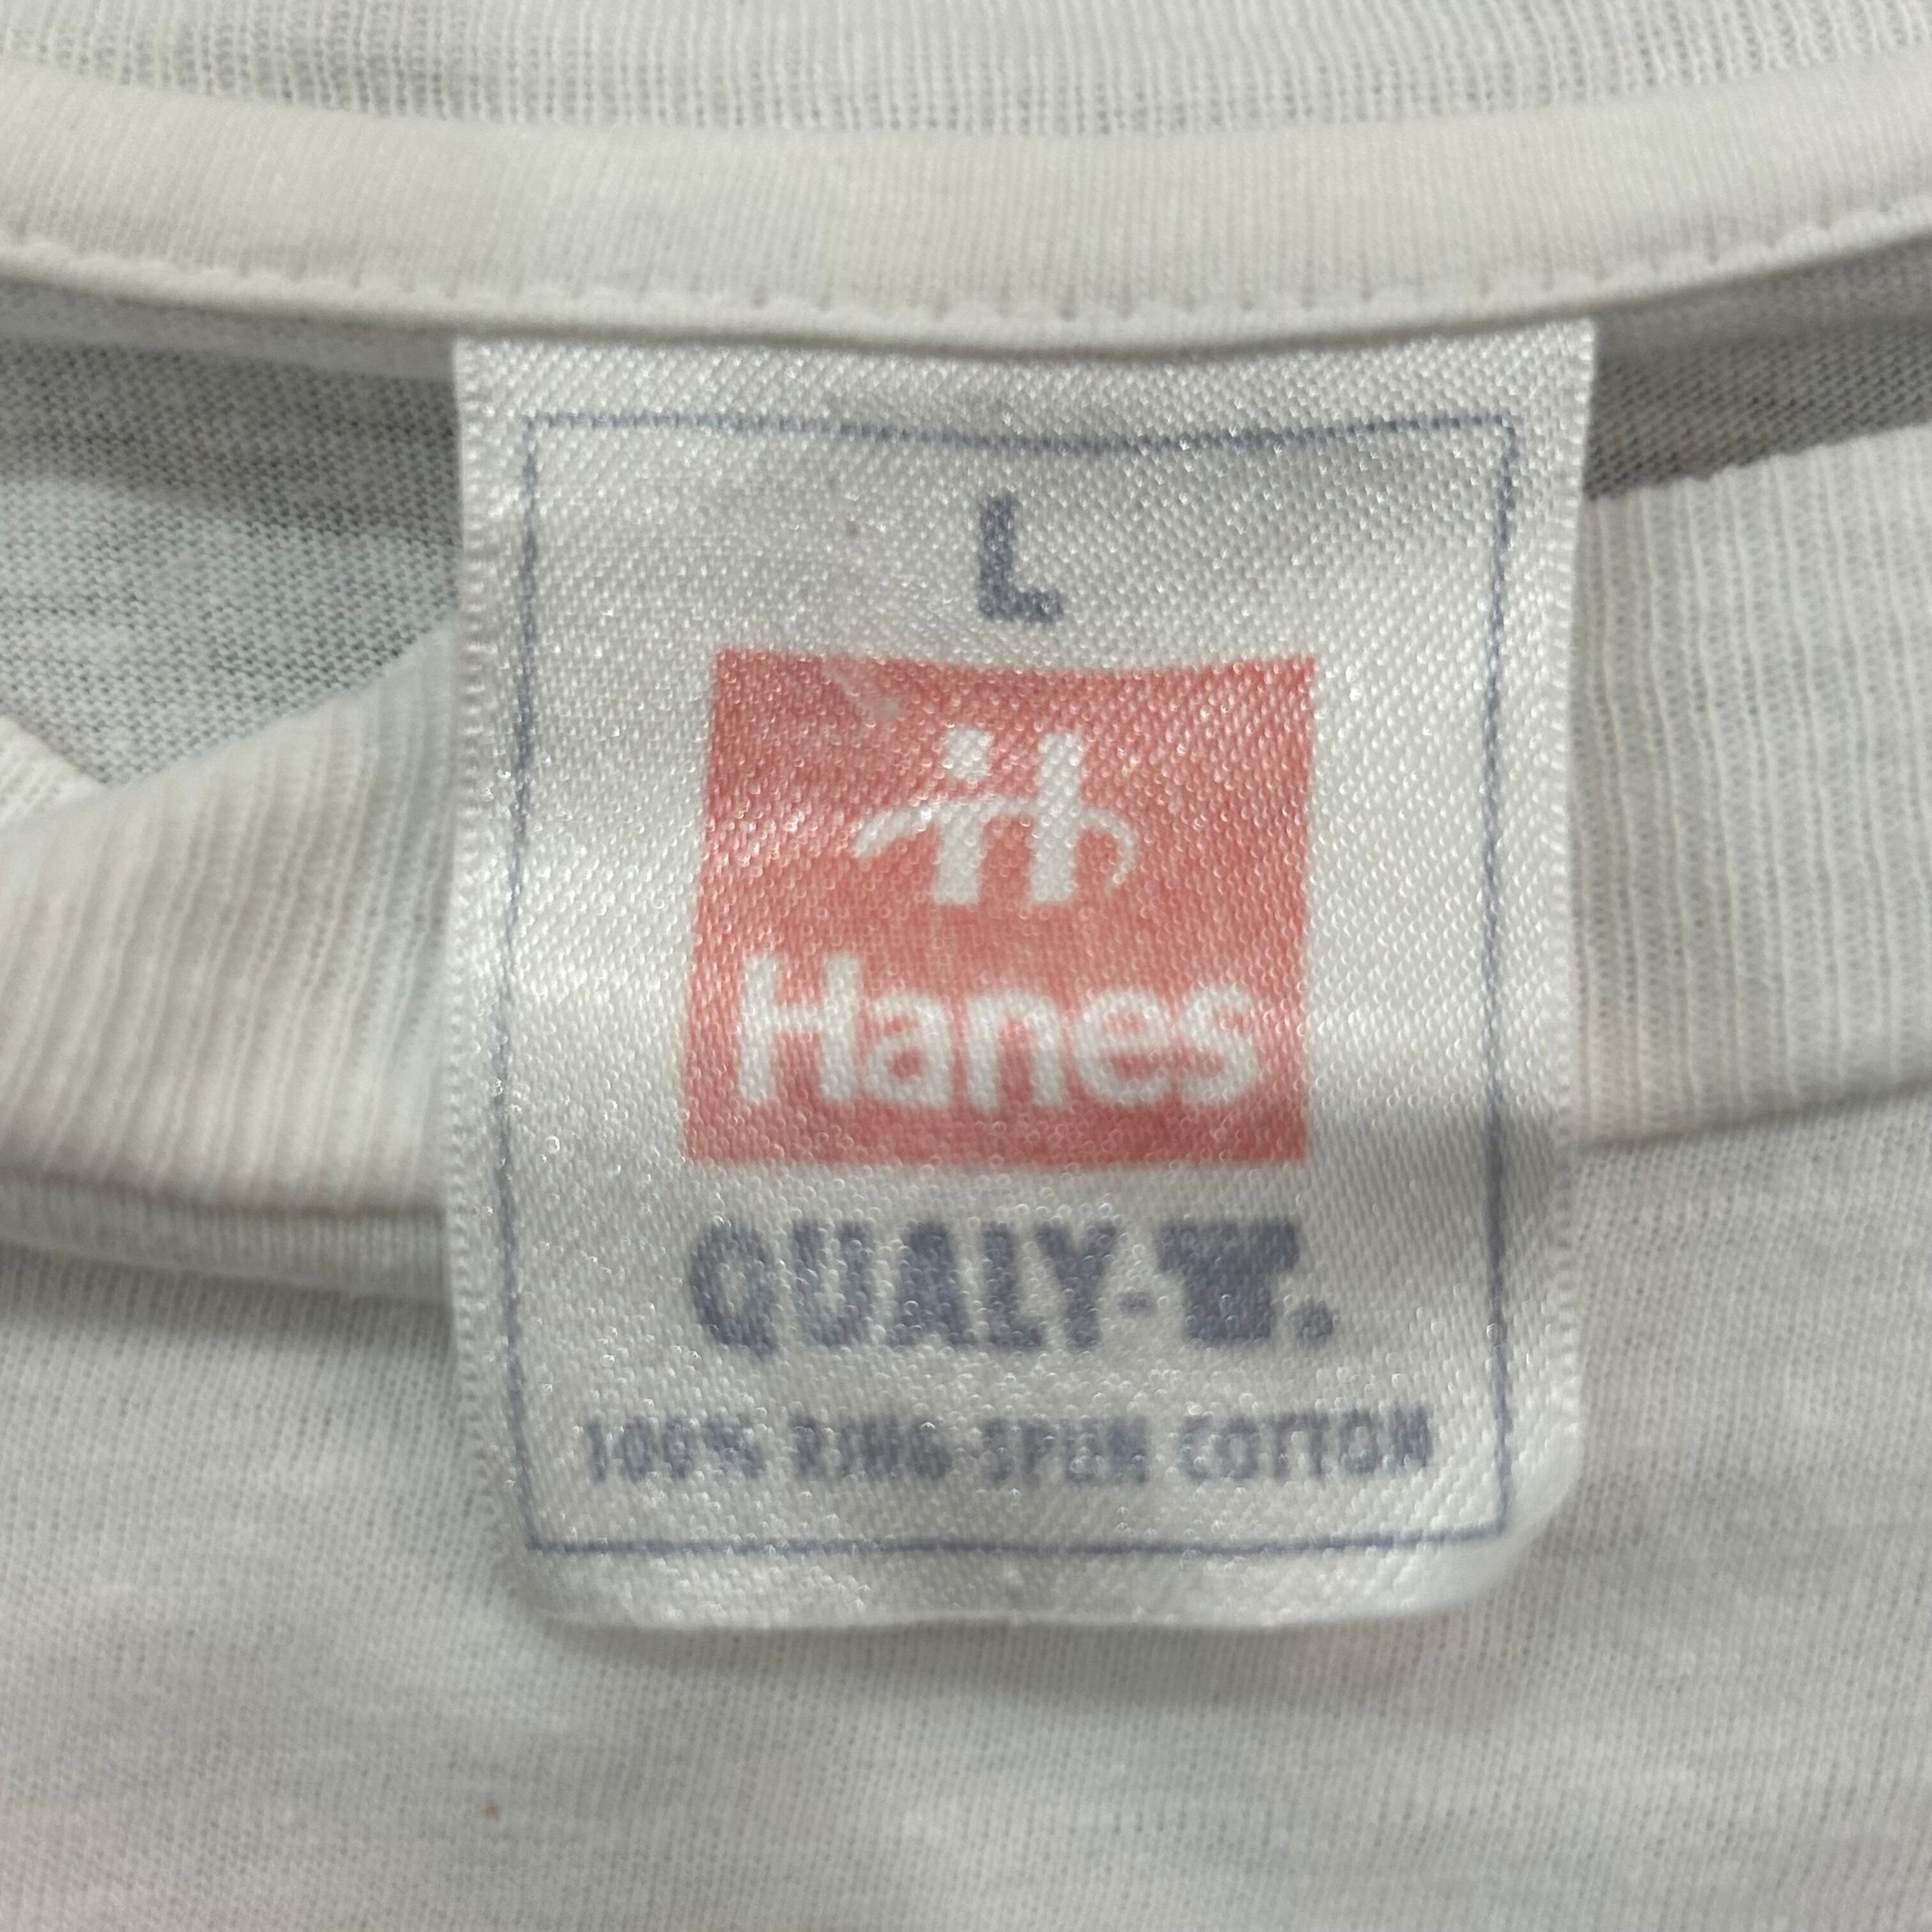 L
Hanes
QUALY-T.
100% RING SPUN COTTON